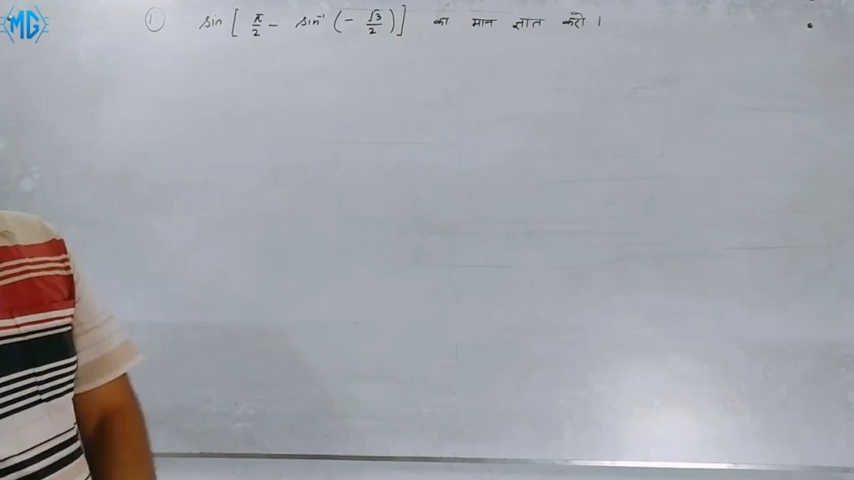 MG
① sin [ π/2 - sin⁻¹ ( - √3/2 ) ] का मान ज्ञात करो ।